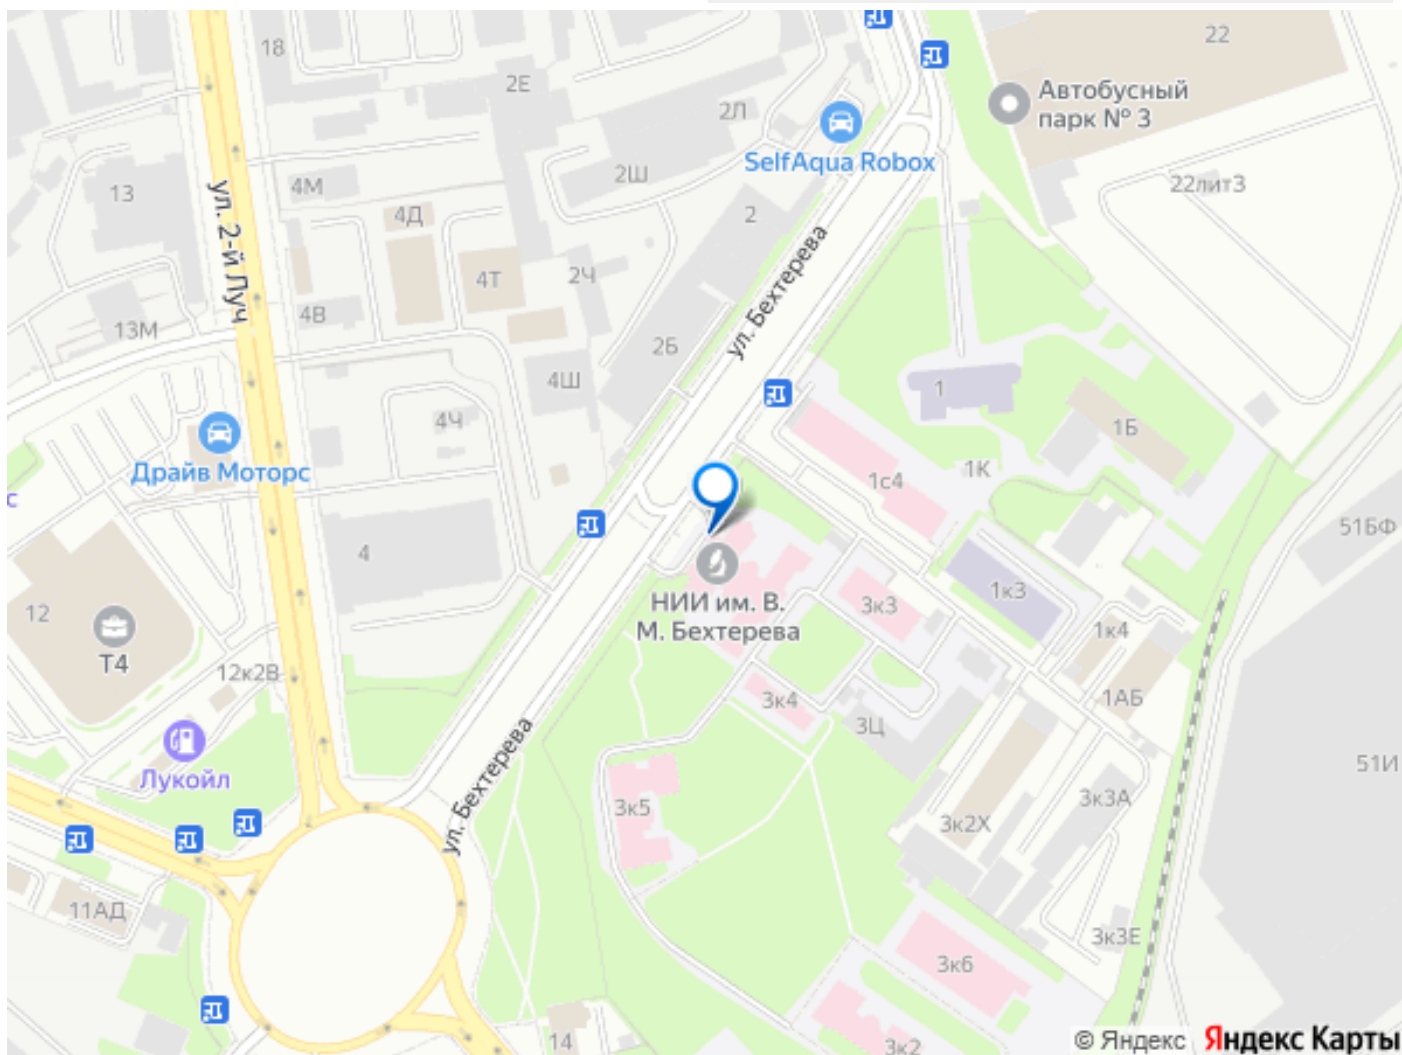 18
2Е
22
2Л
Автобусный
парк № 3
SelfAqua Robox
13
4М
2Ш
22лит3
4Д
2
ул. 2-й Луч
ул. Бехтерева
4Т
2Ч
4В
13М
2Б
4Ш
1
4Ч
1Б
Драйв Моторс
1К
1с4
с
51БФ
4
1к3
НИИ им. В.
М. Бехтерева
3к3
12
1к4
Т4
12к2В
3к4
1АБ
3Ц
ул. Бехтерева
51И
Лукойл
3к5
3к3А
3к2Х
11АД
3к3Е
3к6
14
3к2
© Яндекс
Яндекс Карты